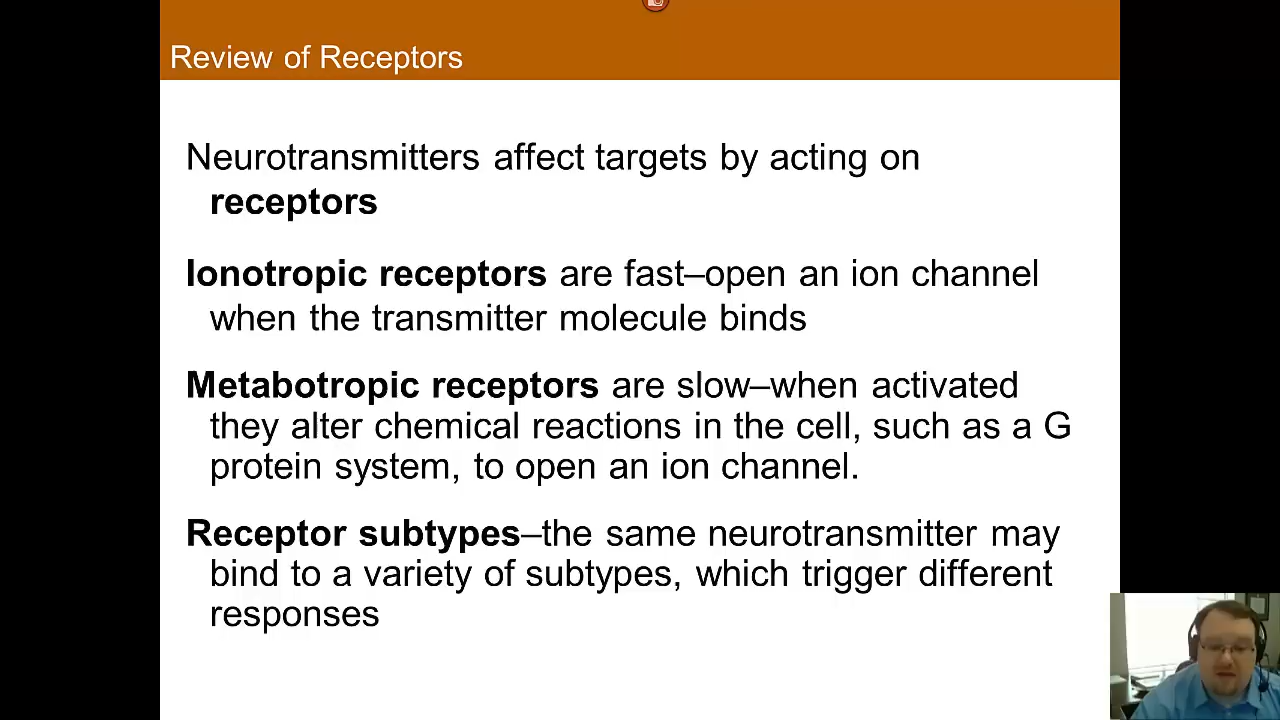 Review of Receptors
Neurotransmitters affect targets by acting on
receptors
Ionotropic receptors are fast–open an ion channel
when the transmitter molecule binds
Metabotropic receptors are slow–when activated
they alter chemical reactions in the cell, such as a G
protein system, to open an ion channel.
Receptor subtypes–the same neurotransmitter may
bind to a variety of subtypes, which trigger different
responses